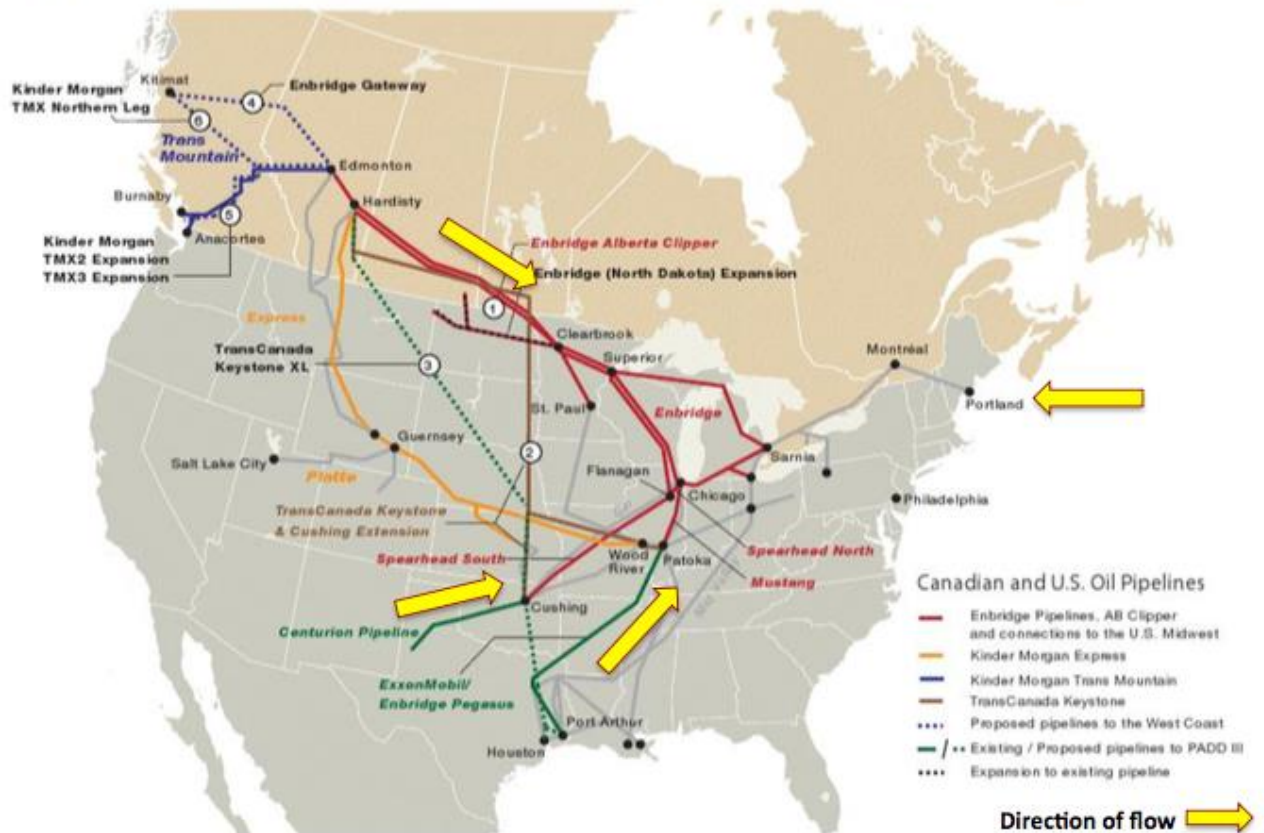 Kitimat
Kinder Morgan
TMX Northern Leg
4
Enbridge Gateway
6
Trans
Mountain
Edmonton
Burnaby
Hardisty
5
Anacortes
Kinder Morgan
TMX2 Expansion
TMX3 Expansion
Enbridge Alberta Clipper
Enbridge (North Dakota) Expansion
1
Express
Clearbrook
TransCanada
Keystone XL
3
Superior
Montréal
St. Paul
Enbridge
Portland
Guernsey
Salt Lake City
2
Sarnia
Platte
Flanagan
Chicago
Philadelphia
TransCanada Keystone
& Cushing Extension
Spearhead South
Wood
River
Patoka
Spearhead North
Mustang
Cushing
Centurion Pipeline
ExxonMobil/
Enbridge Pegasus
Port Arthur
Houston
Canadian and U.S. Oil Pipelines
Enbridge Pipelines, AB Clipper
and connections to the U.S. Midwest
Kinder Morgan Express
Kinder Morgan Trans Mountain
TransCanada Keystone
Proposed pipelines to the West Coast
/ Existing / Proposed pipelines to PADD III
Expansion to existing pipeline
Direction of flow